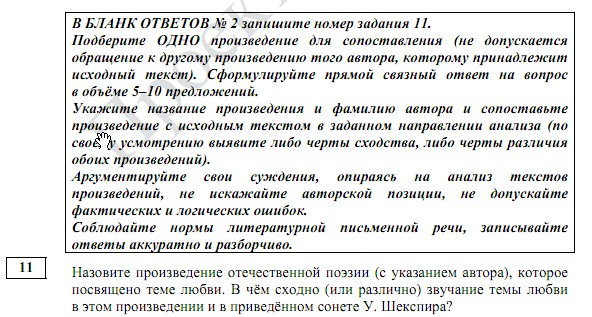 В БЛАНК ОТВЕТОВ № 2 запишите номер задания 11.
Подберите ОДНО произведение для сопоставления (не допускается
обращение к другому произведению того автора, которому принадлежит
исходный текст). Сформулируйте прямой связный ответ на вопрос
в объёме 5–10 предложений.
Укажите название произведения и фамилию автора и сопоставьте
произведение с исходным текстом в заданном направлении анализа (по
своему усмотрению выявите либо черты сходства, либо черты различия
обоих произведений).
Аргументируйте свои суждения, опираясь на анализ текстов
произведений, не искажайте авторской позиции, не допускайте
фактических и логических ошибок.
Соблюдайте нормы литературной письменной речи, записывайте
ответы аккуратно и разборчиво.
11
Назовите произведение отечественной поэзии (с указанием автора), которое
посвящено теме любви. В чём сходно (или различно) звучание темы любви
в этом произведении и в приведённом сонете У. Шекспира?